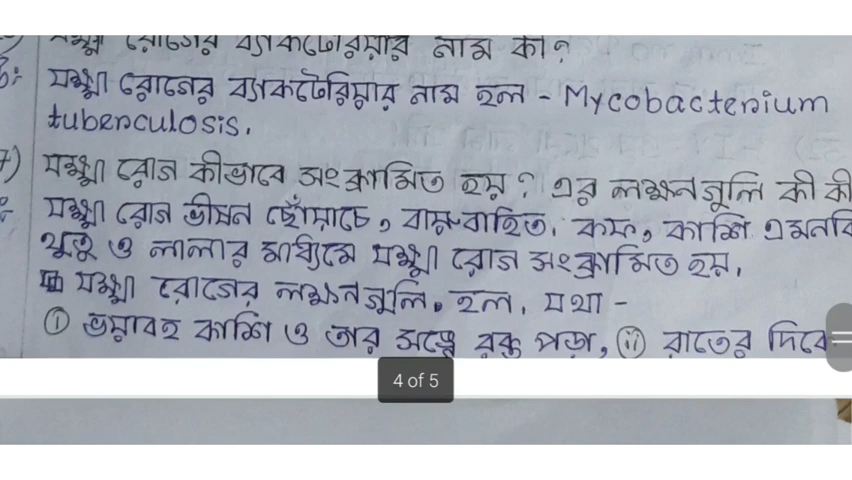 যক্ষ্মা রোগের ব্যাকটেরিয়ার নাম কী?
যক্ষ্মা রোগের ব্যাকটেরিয়ার নাম হল - Mycobacterium
tuberculosis.
7) যক্ষ্মা রোগ কীভাবে সংক্রামিত হয়? এর লক্ষনগুলি কী কী
যক্ষ্মা রোগ ভীষন ছোঁয়াচে, বায়ুবাহিত, কফ, কাশি এমনকি
থুতু ও লালার মাধ্যমে যক্ষ্মা রোগ সংক্রামিত হয়,
যক্ষ্মা রোগের লক্ষনগুলি হল, যথা -
① ভয়াবহ কাশি ও তার সঙ্গে রক্ত পড়া, ⅱ রাতের দিকে
4 of 5